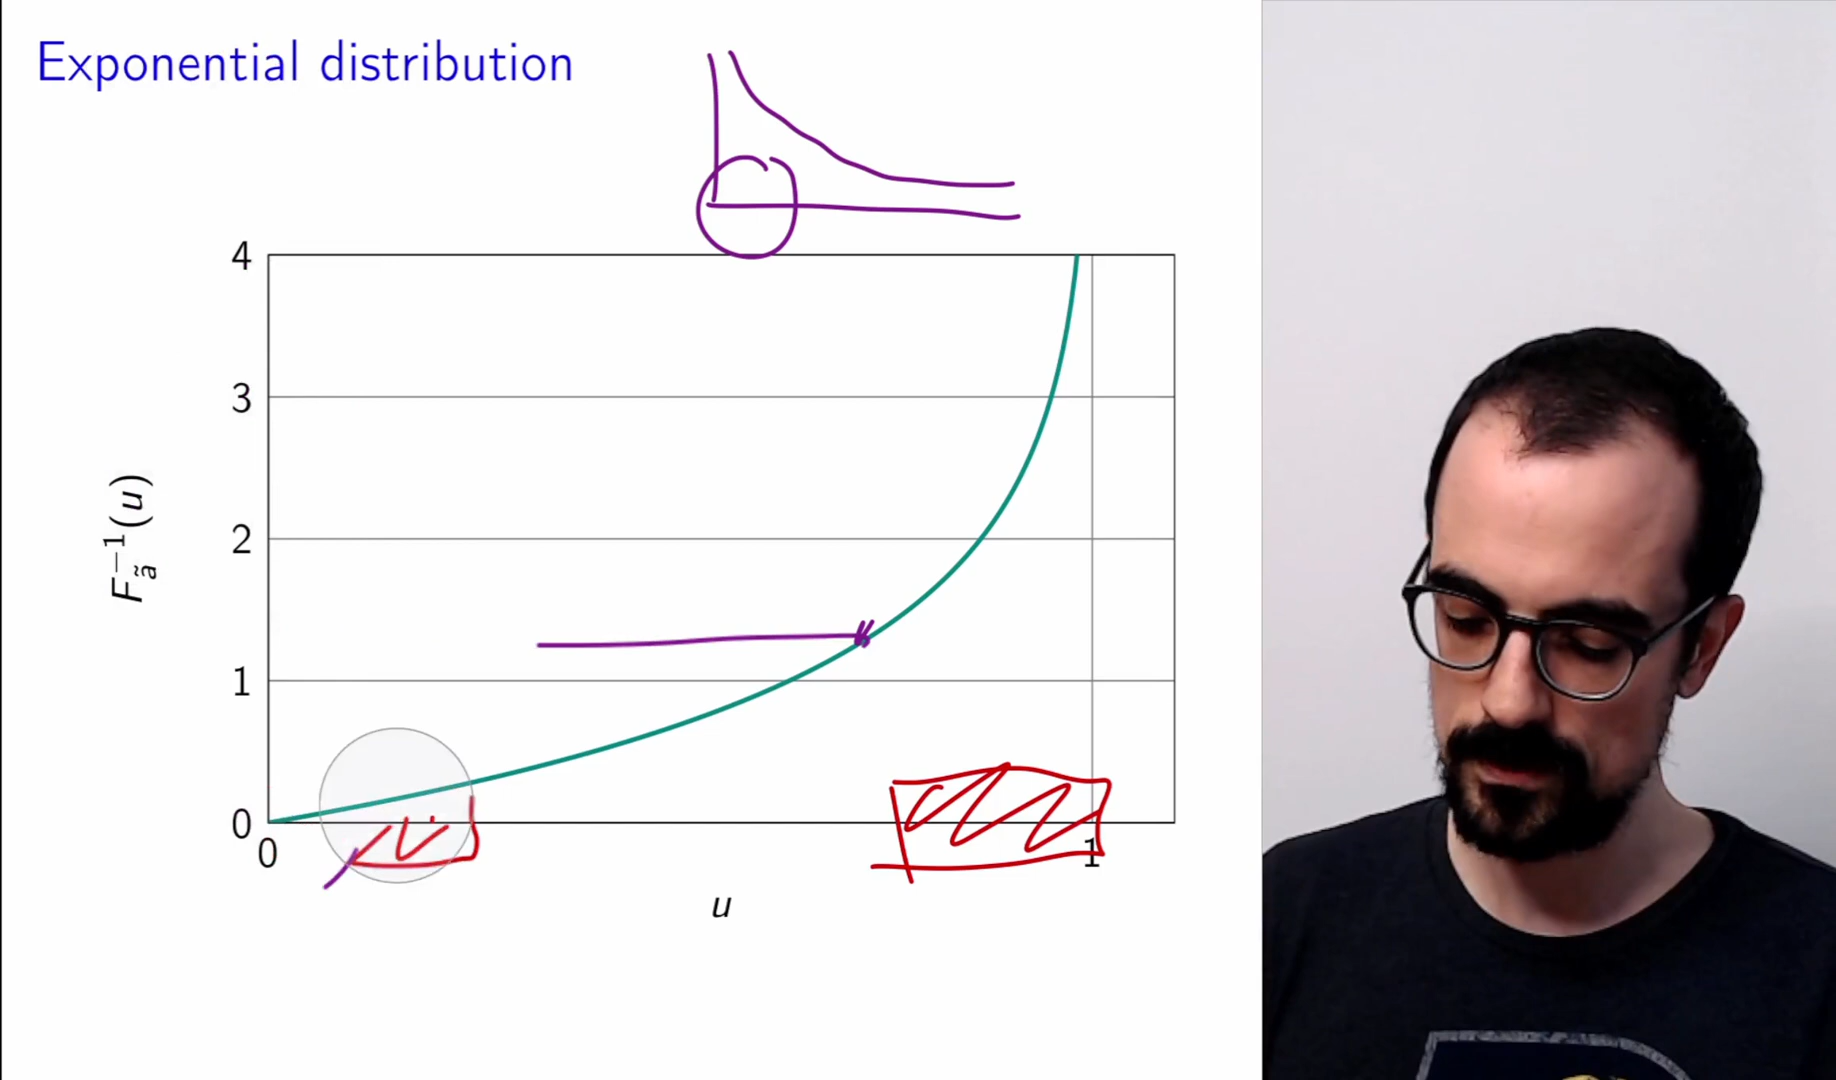 Exponential distribution
4
3
2
1
0
F_ã^{-1}(u)
0
1
u